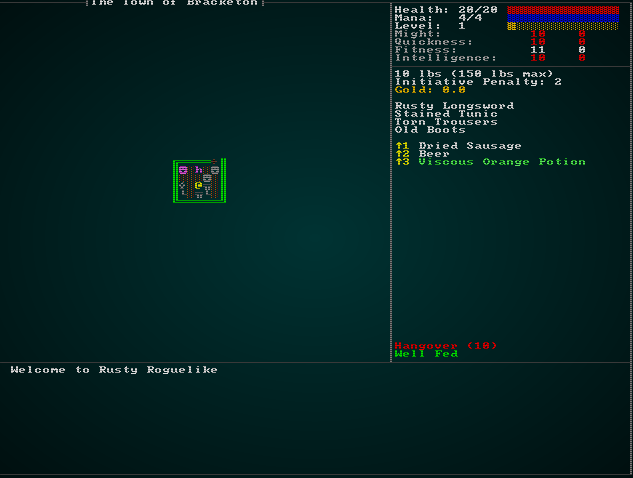 The Town of Bracketon
Health: 20/20
Mana: 4/4
Level: 1
Might: 10 0
Quickness: 10 0
Fitness: 11 0
Intelligence: 10 0
10 lbs (150 lbs max)
Initiative Penalty: 2
Gold: 0.0
Rusty Longsword
Stained Tunic
Torn Trousers
Old Boots
↑1 Dried Sausage
↑2 Beer
↑3 Viscous Orange Potion
h
Hangover (10)
Well Fed
Welcome to Rusty Roguelike